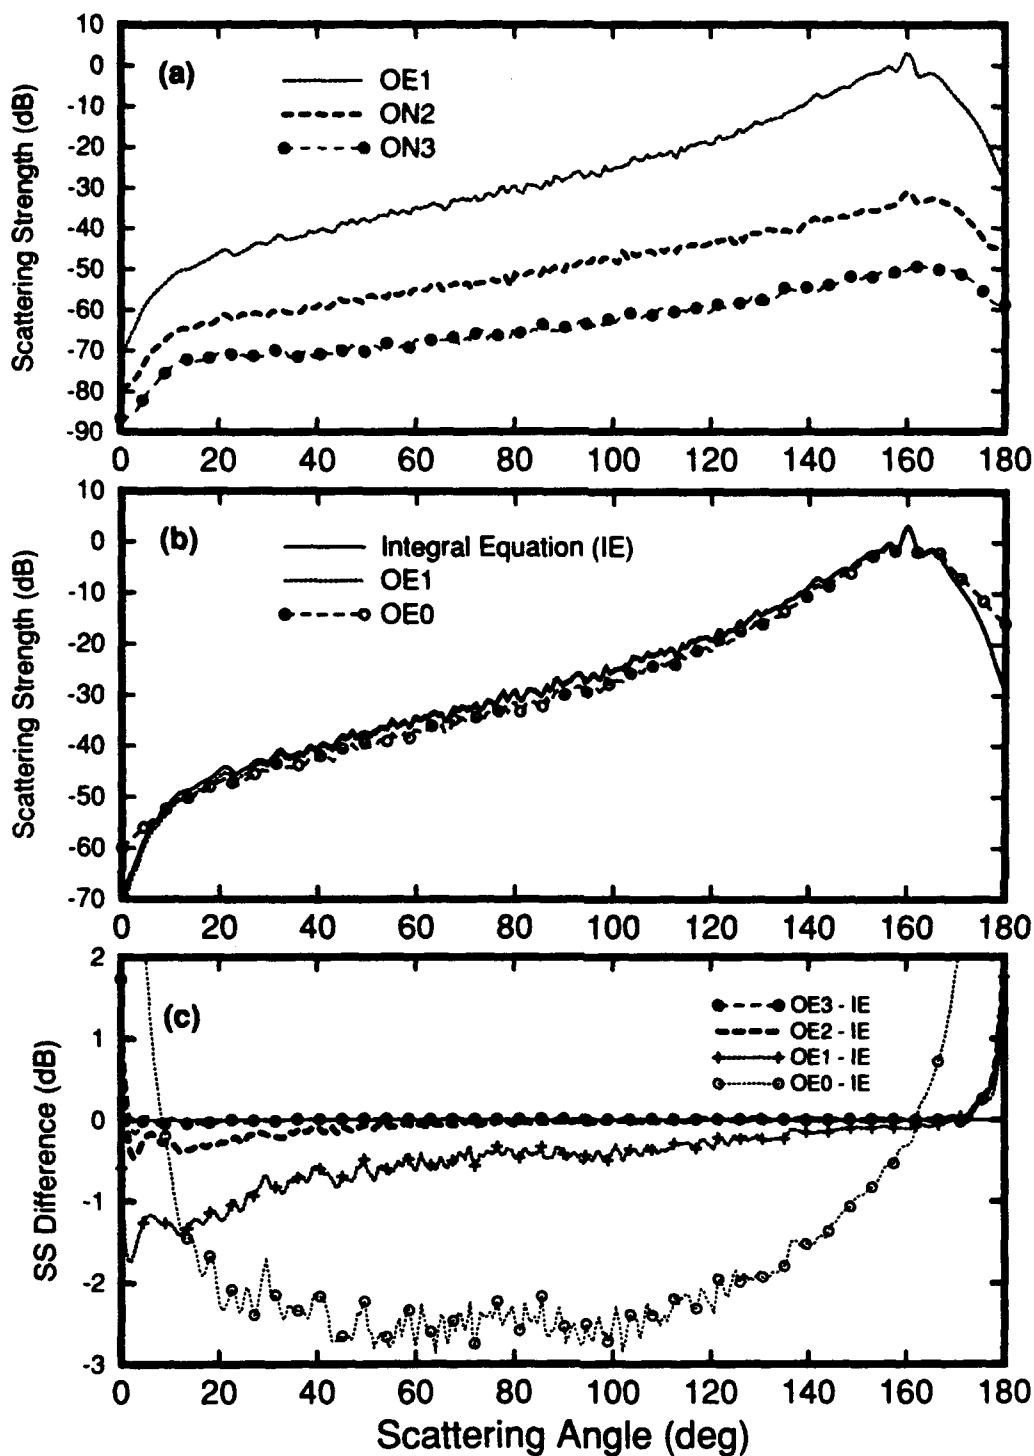 10
0
-10
-20
-30
-40
-50
-60
-70
-80
-90
Scattering Strength (dB)
(a)
OE1
ON2
ON3
0 20 40 60 80 100 120 140 160 180
10
0
-10
-20
-30
-40
-50
-60
-70
Scattering Strength (dB)
(b)
Integral Equation (IE)
OE1
OE0
0 20 40 60 80 100 120 140 160 180
2
1
0
-1
-2
-3
SS Difference (dB)
(c)
OE3 - IE
OE2 - IE
OE1 - IE
OE0 - IE
0 20 40 60 80 100 120 140 160 180
Scattering Angle (deg)